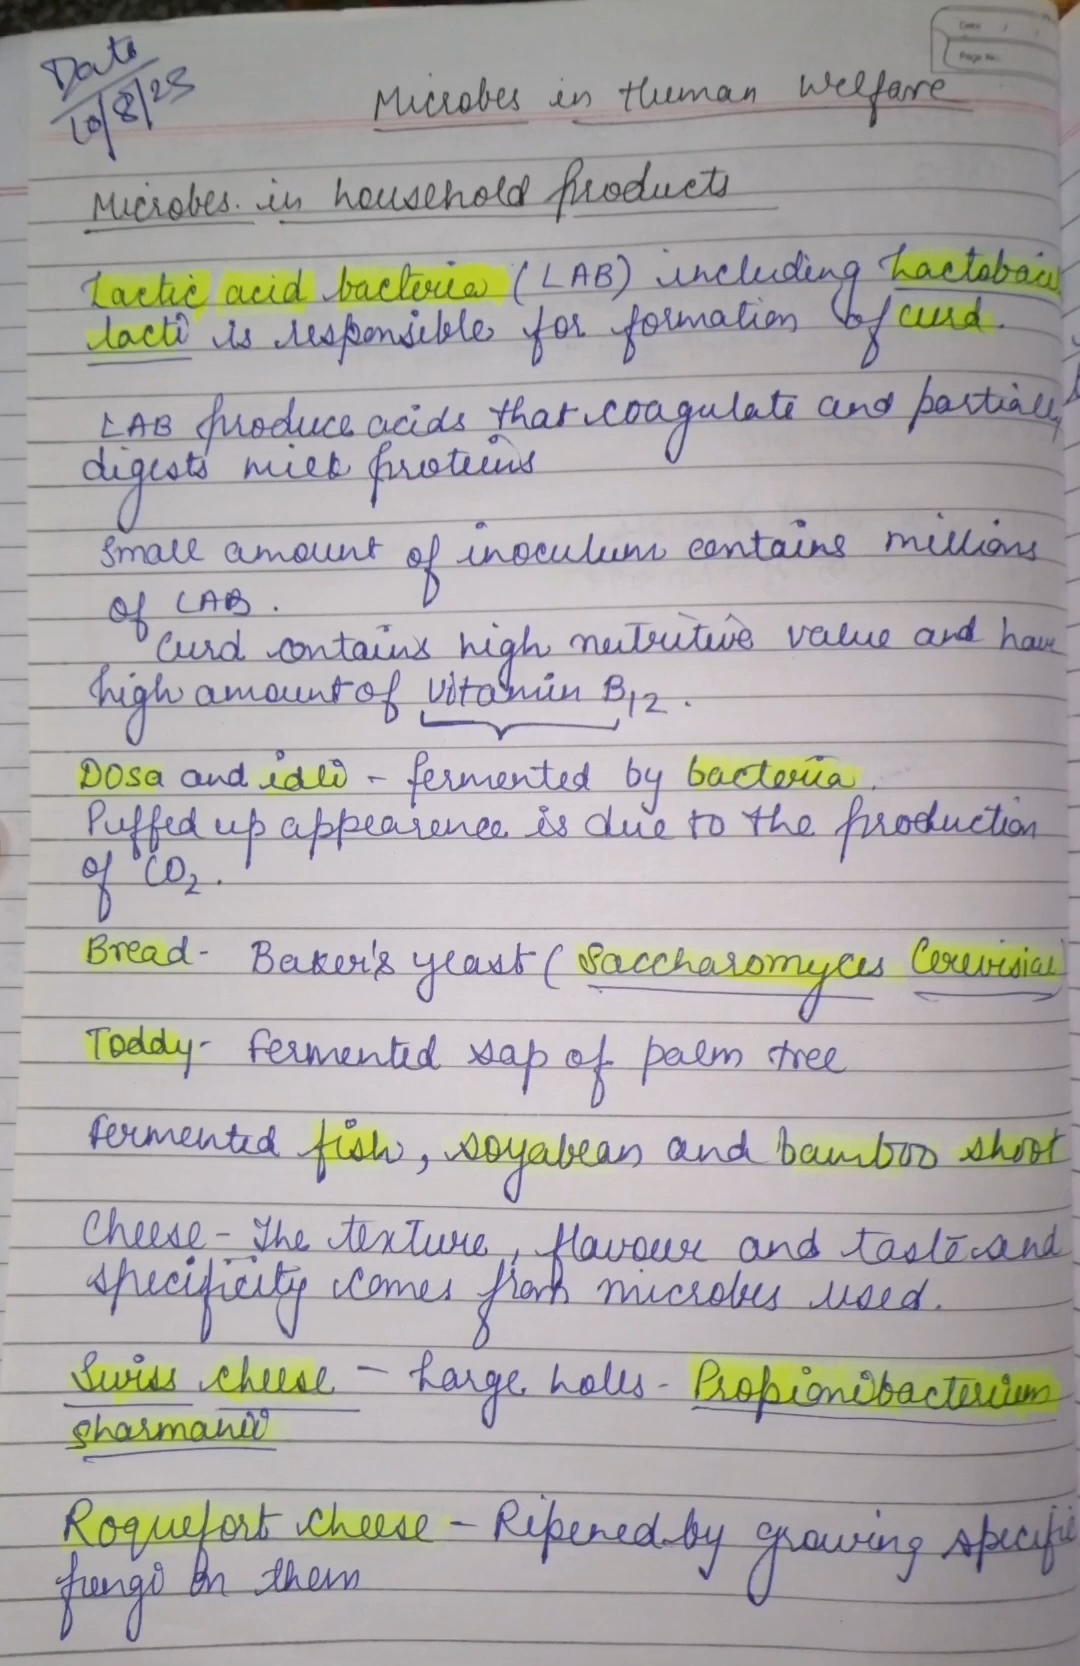 Date
10/8/25
Date / /
Page No.
Microbes in Human Welfare
Microbes in household products
Lactic acid bacteria (LAB) including Lactobaci
lacti is responsible for formation of curd.
LAB produce acids that coagulate and partially
digests milk proteins
Small amount of inoculum contains millions
of LAB.
Curd contains high nutritive value and have
high amount of vitamin B12.
Dosa and idli - fermented by bacteria.
Puffed up appearence is due to the production
of CO2.
Bread- Baker's yeast (Saccharomyces Cerevisiae)
Toddy- Fermented sap of palm tree
Fermented fish, soyabean and bamboo shoot
Cheese - The texture, flavour and taste and
specificity comes from microbes used.
Swiss cheese - Large holes - Propionibacterium
sharmanii
Roquefort cheese - Ripened by growing specific
fungi on them